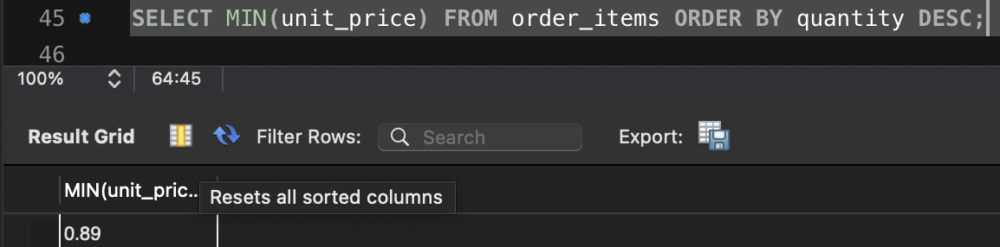 45 SELECT MIN(unit_price) FROM order_items ORDER BY quantity DESC;
46
100% 64:45
Result Grid Filter Rows: Search Export:
MIN(unit_pric...
Resets all sorted columns
0.89